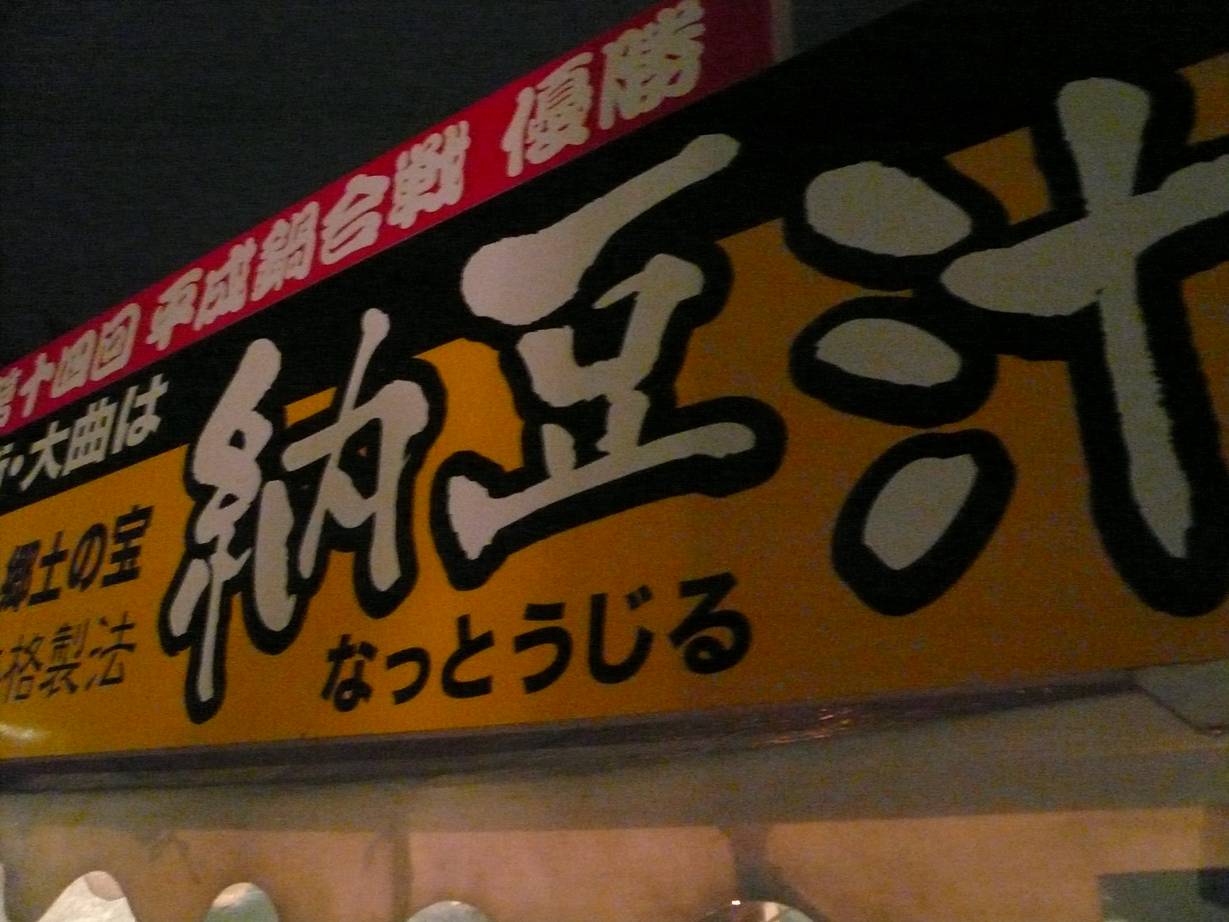 第十四回 平成鍋合戦 優勝
・大曲は
郷土の宝
格製法
納豆汁
なっとうじる